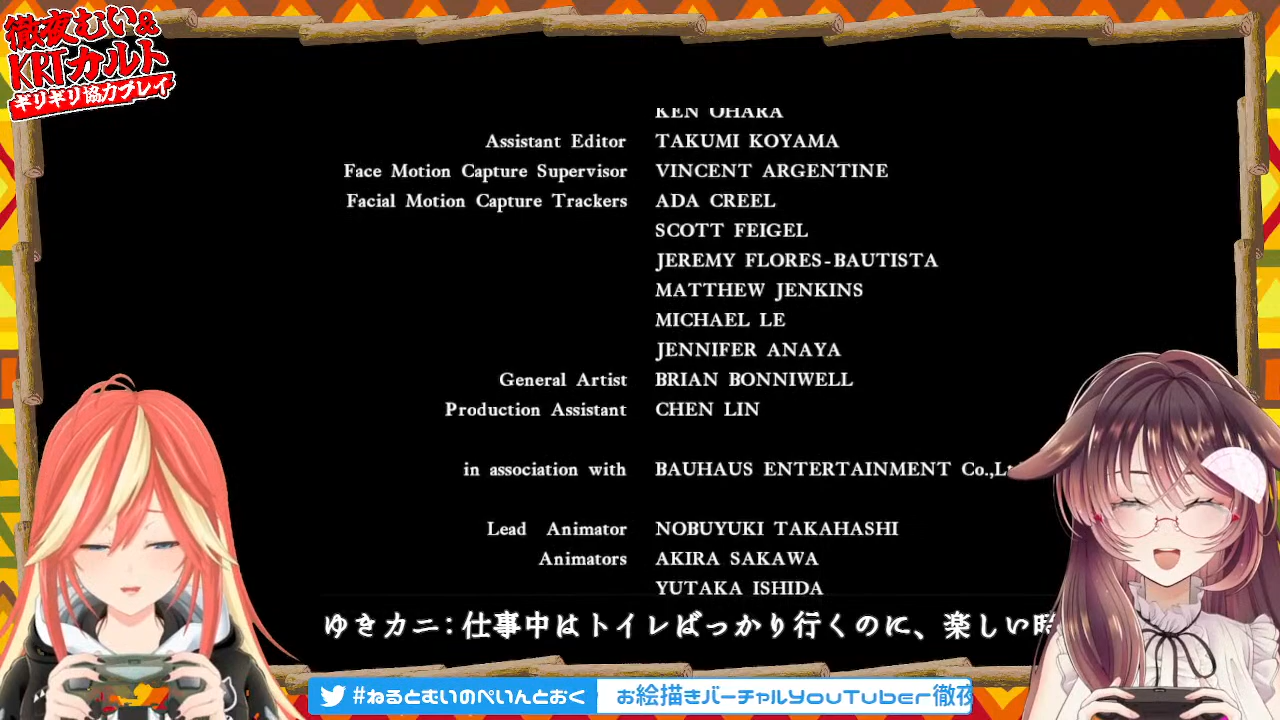 徹夜むい&
KRTカルト
ギリギリ協力プレイ
KEN OHARA
Assistant Editor TAKUMI KOYAMA
Face Motion Capture Supervisor VINCENT ARGENTINE
Facial Motion Capture Trackers ADA CREEL
SCOTT FEIGEL
JEREMY FLORES-BAUTISTA
MATTHEW JENKINS
MICHAEL LE
JENNIFER ANAYA
General Artist BRIAN BONNIWELL
Production Assistant CHEN LIN
in association with BAUHAUS ENTERTAINMENT Co.,
Lead Animator NOBUYUKI TAKAHASHI
Animators AKIRA SAKAWA
YUTAKA ISHIDA
ゆきカニ:仕事中はトイレばっかり行くのに、楽しい時
#ねるとむいのぺいんとおく お絵描きバーチャルYouTuber徹夜